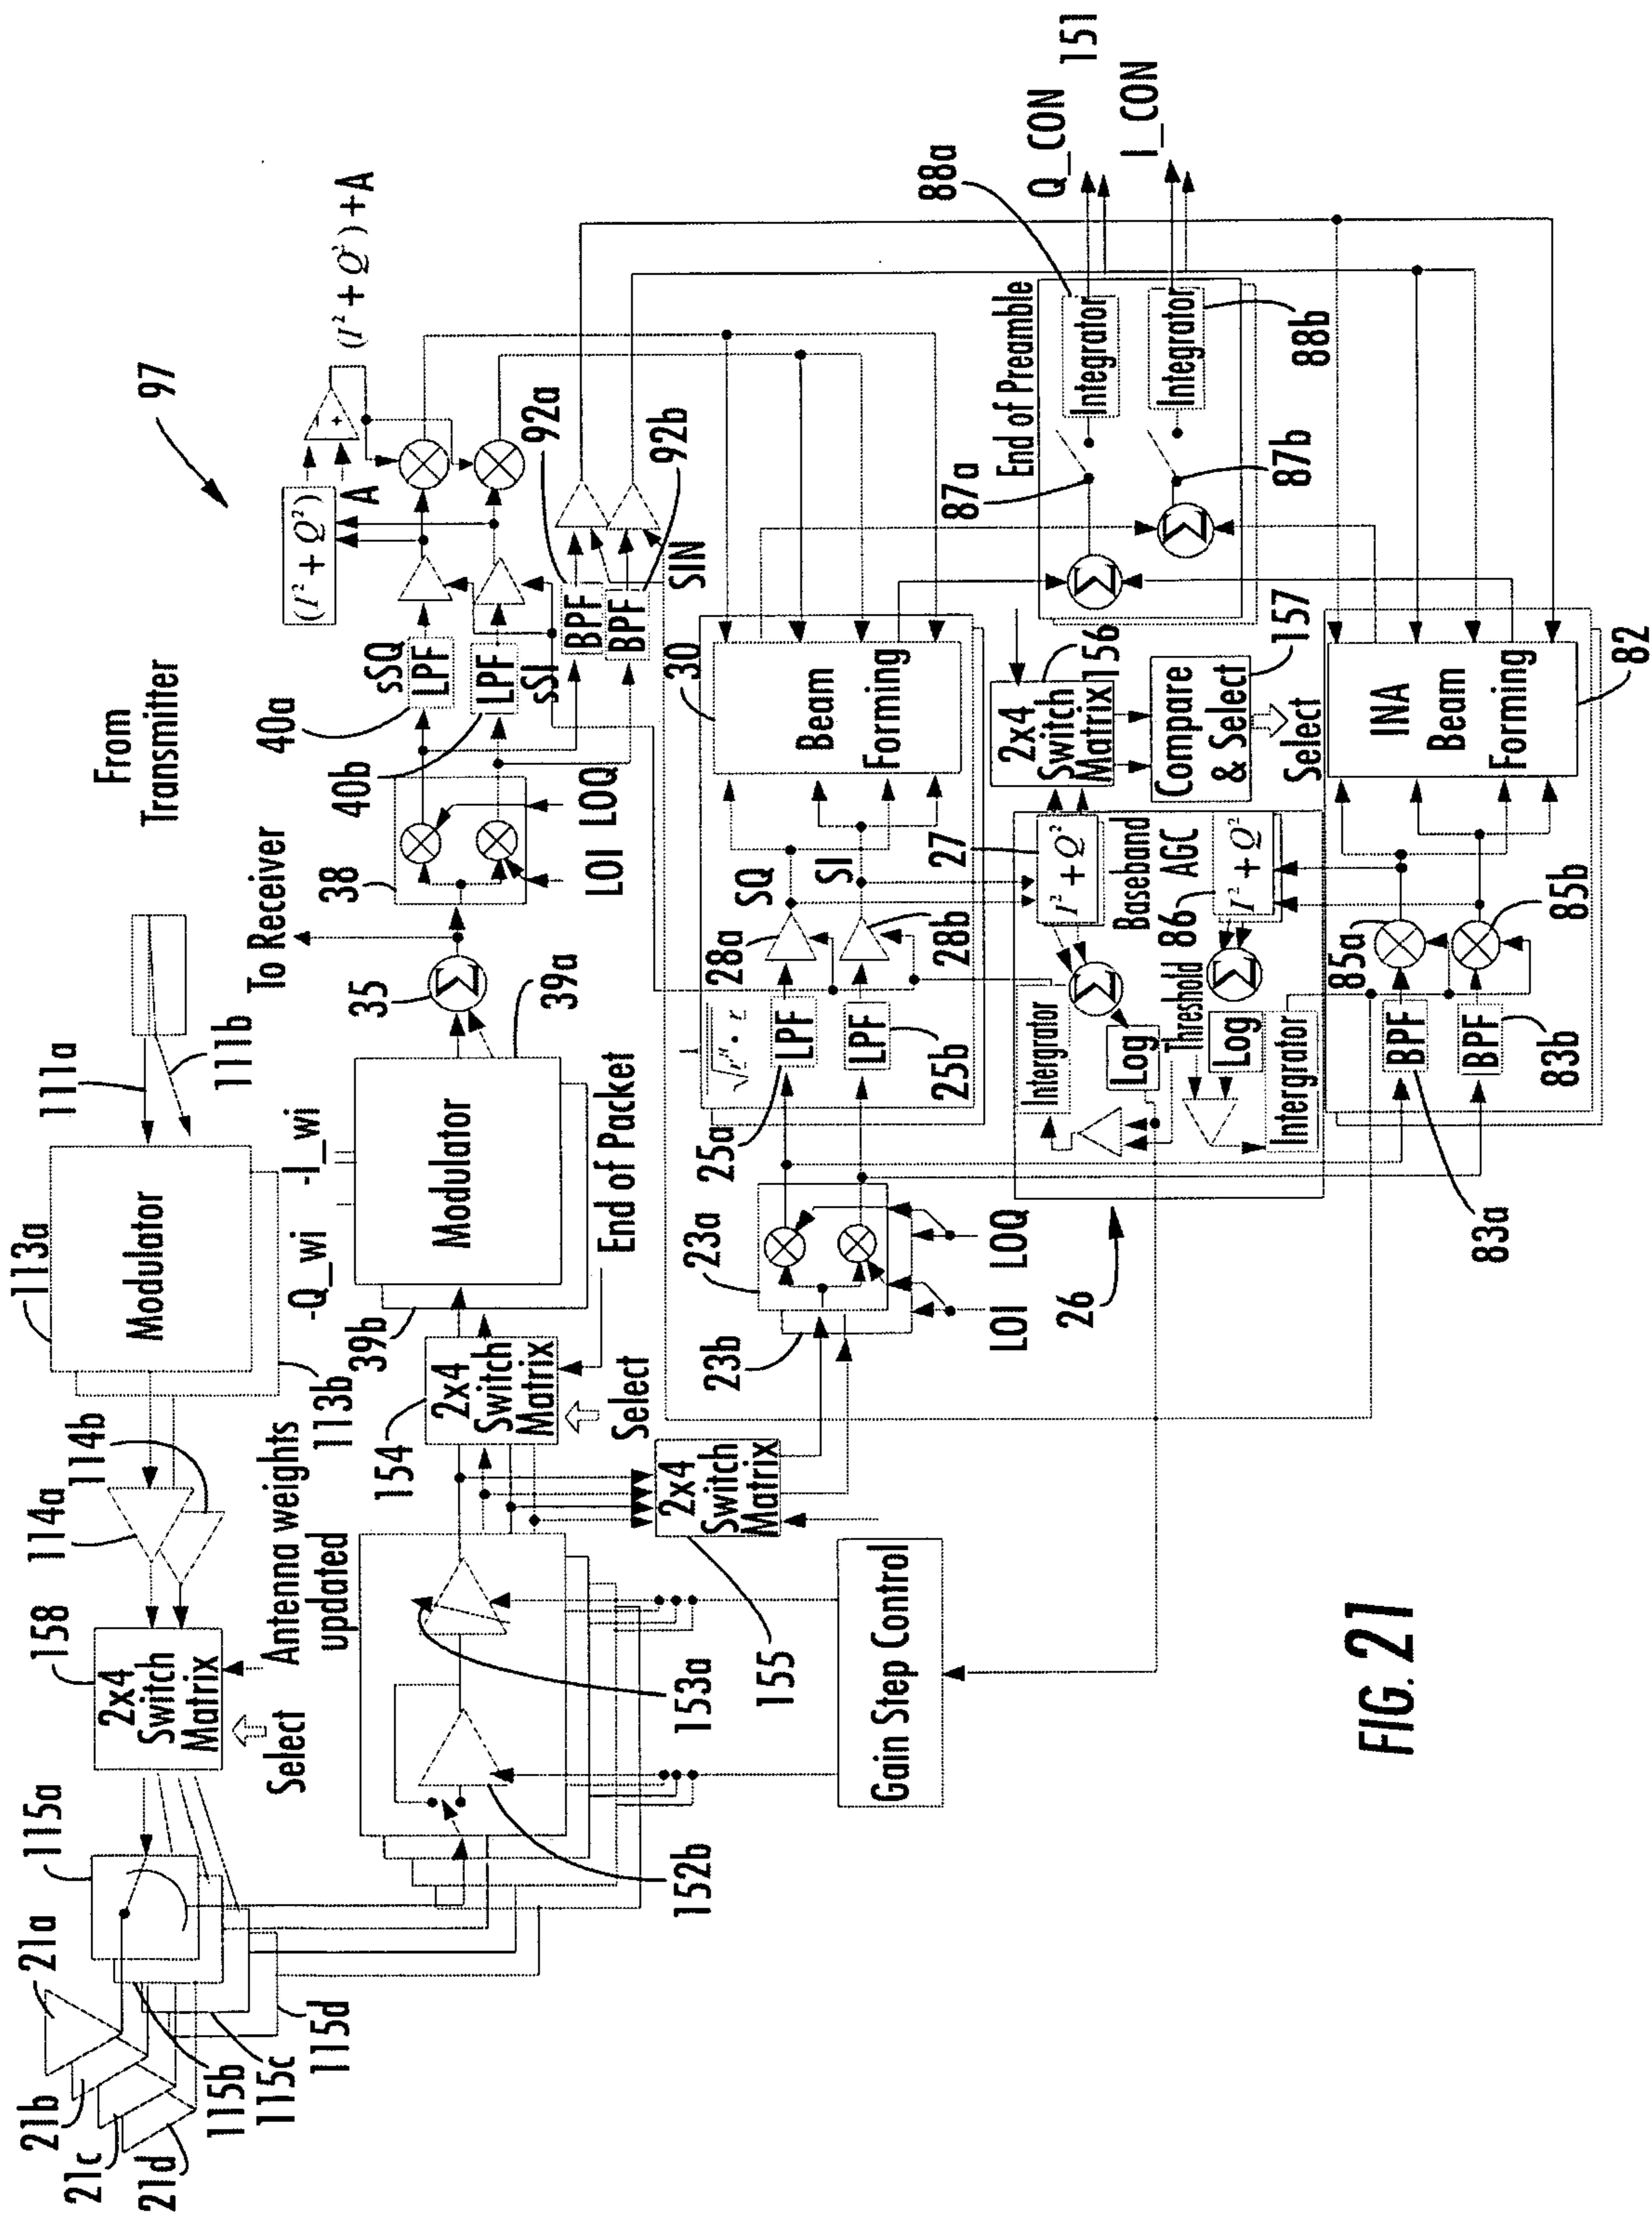 97
From
Transmitter
111a
111b
113a
Modulator
113b
114a
114b
158
2x4
Switch
Matrix
Select
Antenna weights
updated
115a
115b
115c
115d
21a
21b
21c
21d
To Receiver
35
38
LOI
LOQ
40a
40b
LPF
LPF
sSQ
sSI
(I² + Q²)
A
+
(I² + Q²) + A
BPF
BPF
92a
92b
SIN
-Q_wi
-I_wi
Modulator
39a
39b
Σ
End of Packet
154
2x4
Switch
Matrix
Select
155
2x4
Switch
Matrix
153a
152b
Gain Step Control
23a
23b
LOI
LOQ
25a
25b
LPF
LPF
28a
28b
SQ
SI
30
Beam
Forming
27
I² + Q²
Baseband
AGC
86
I² + Q²
Σ
Σ
Log
Log
Threshold
Intergrator
Intergrator
26
2x4
Switch
Matrix
156
Compare
& Select
157
Select
83a
83b
BPF
BPF
85a
85b
INA
Beam
Forming
82
87a
87b
Σ
Σ
End of Preamble
Integrator
Integrator
88a
88b
Q_CON
I_CON
151
FIG. 21